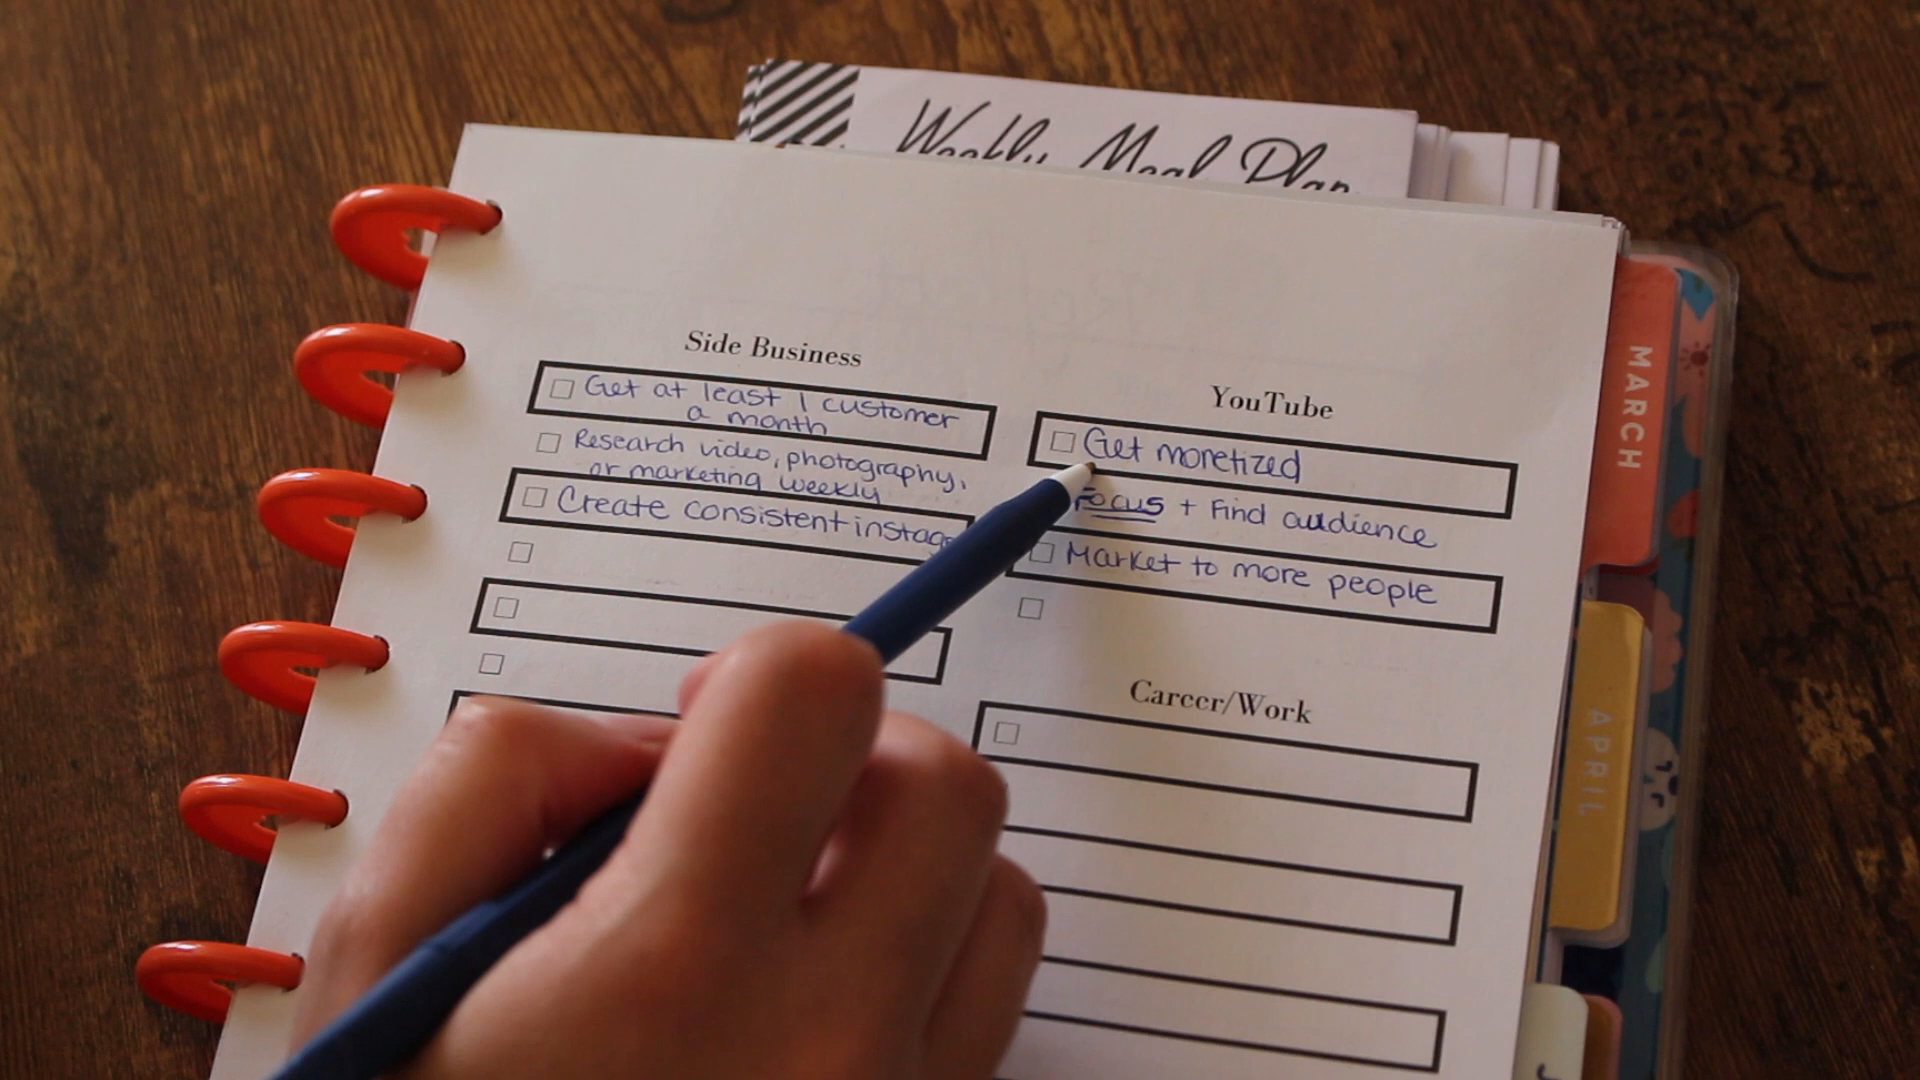 Weekly Meal Plan
Side Business
Get at least 1 customer
a month
Research video, photography,
or marketing weekly
Create consistent
YouTube
Get monetized
Focus + Find audience
Market to more people
Career/Work
MARCH
APRIL
J